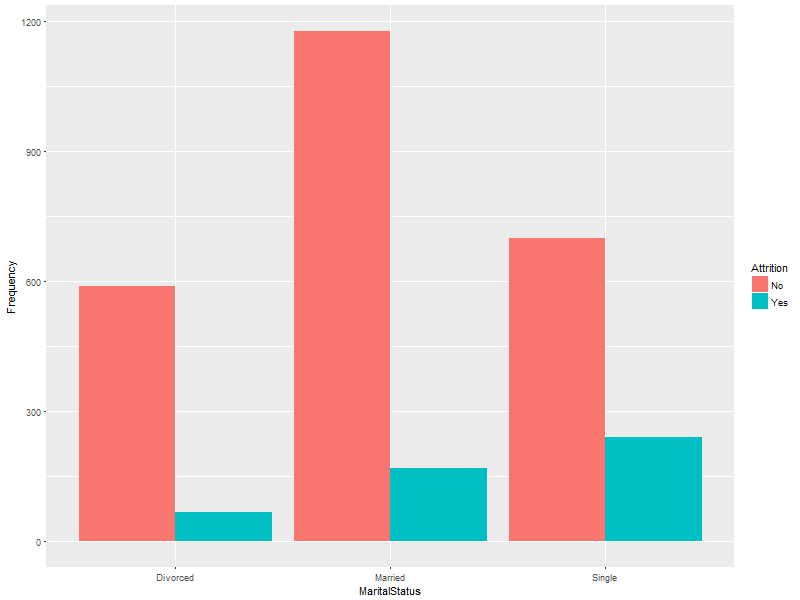 1200
900
600
300
0
Frequency
Divorced
Married
Single
MaritalStatus
Attrition
No
Yes